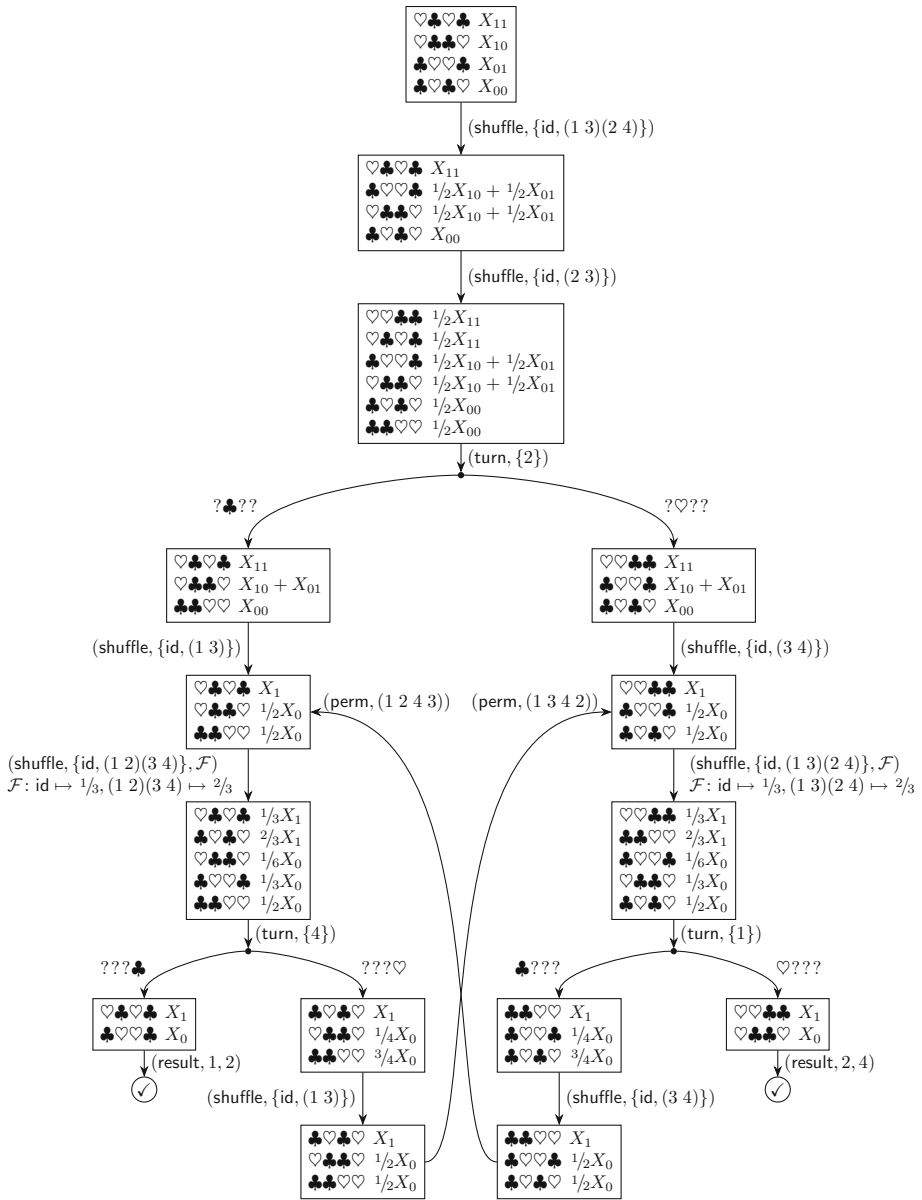 ♡♣♡♣ X₁₁
♡♣♣♡ X₁₀
♣♡♡♣ X₀₁
♣♡♣♡ X₀₀
(shuffle, {id, (1 3)(2 4)})
♡♣♡♣ X₁₁
♣♡♡♣ 1/2X₁₀ + 1/2X₀₁
♡♣♣♡ 1/2X₁₀ + 1/2X₀₁
♣♡♣♡ X₀₀
(shuffle, {id, (2 3)})
♡♡♣♣ 1/2X₁₁
♡♣♡♣ 1/2X₁₁
♣♡♡♣ 1/2X₁₀ + 1/2X₀₁
♡♣♣♡ 1/2X₁₀ + 1/2X₀₁
♣♡♣♡ 1/2X₀₀
♣♣♡♡ 1/2X₀₀
(turn, {2})
?♣??
?♡??
♡♣♡♣ X₁₁
♡♣♣♡ X₁₀ + X₀₁
♣♣♡♡ X₀₀
♡♡♣♣ X₁₁
♣♡♡♣ X₁₀ + X₀₁
♣♡♣♡ X₀₀
(shuffle, {id, (1 3)})
(shuffle, {id, (3 4)})
♡♣♡♣ X₁
♡♣♣♡ 1/2X₀
♣♣♡♡ 1/2X₀
(perm, (1 2 4 3))
(perm, (1 3 4 2))
♡♡♣♣ X₁
♣♡♡♣ 1/2X₀
♣♡♣♡ 1/2X₀
(shuffle, {id, (1 2)(3 4)}, ℱ)
ℱ: id ↦ 1/3, (1 2)(3 4) ↦ 2/3
(shuffle, {id, (1 3)(2 4)}, ℱ)
ℱ: id ↦ 1/3, (1 3)(2 4) ↦ 2/3
♡♣♡♣ 1/3X₁
♣♡♣♡ 2/3X₁
♡♣♣♡ 1/6X₀
♣♡♡♣ 1/3X₀
♣♣♡♡ 1/2X₀
♡♡♣♣ 1/3X₁
♣♣♡♡ 2/3X₁
♣♡♡♣ 1/6X₀
♡♣♣♡ 1/3X₀
♣♡♣♡ 1/2X₀
(turn, {4})
(turn, {1})
???♣
???♡
♣???
♡???
♡♣♡♣ X₁
♣♡♡♣ X₀
♣♡♣♡ X₁
♡♣♣♡ 1/4X₀
♣♣♡♡ 3/4X₀
♣♣♡♡ X₁
♣♡♡♣ 1/4X₀
♣♡♣♡ 3/4X₀
♡♡♣♣ X₁
♡♣♣♡ X₀
(result, 1, 2)
(result, 2, 4)
✓
✓
(shuffle, {id, (1 3)})
(shuffle, {id, (3 4)})
♣♡♣♡ X₁
♡♣♣♡ 1/2X₀
♣♣♡♡ 1/2X₀
♣♣♡♡ X₁
♣♡♡♣ 1/2X₀
♣♡♣♡ 1/2X₀